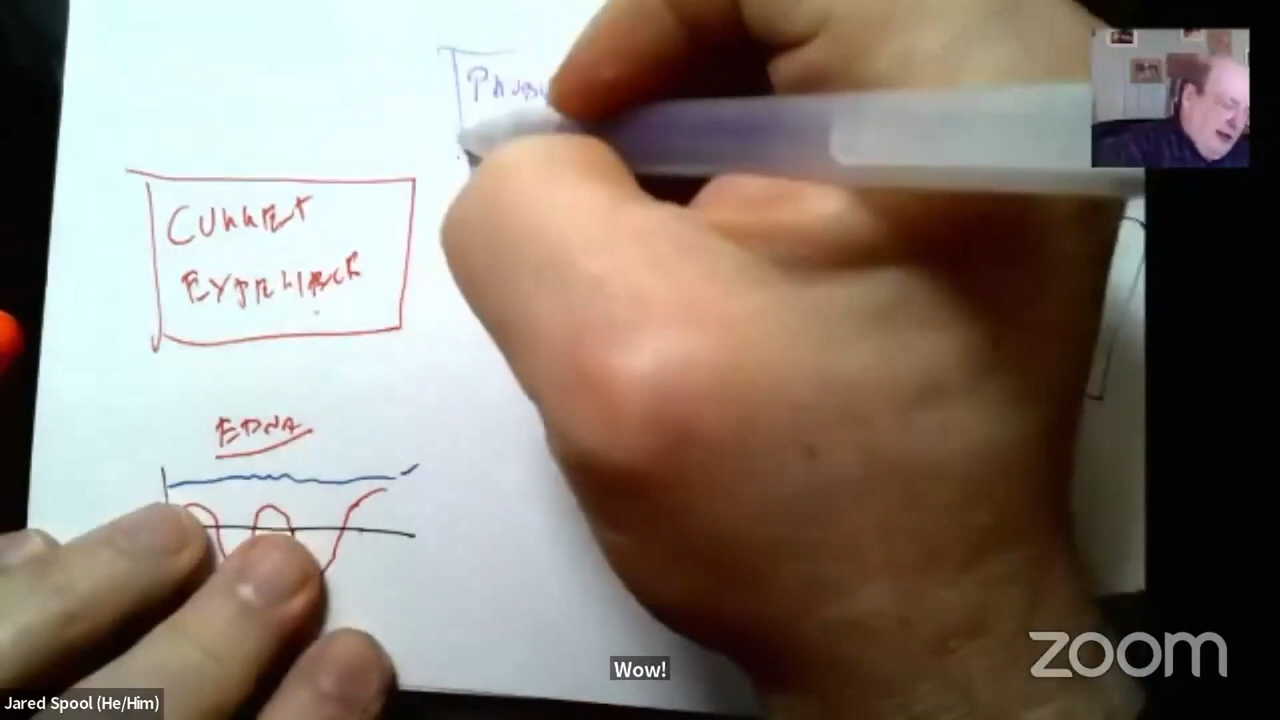 CURRENT
EXPERIENCE
EDNA
Wow!
zoom
Jared Spool (He/Him)